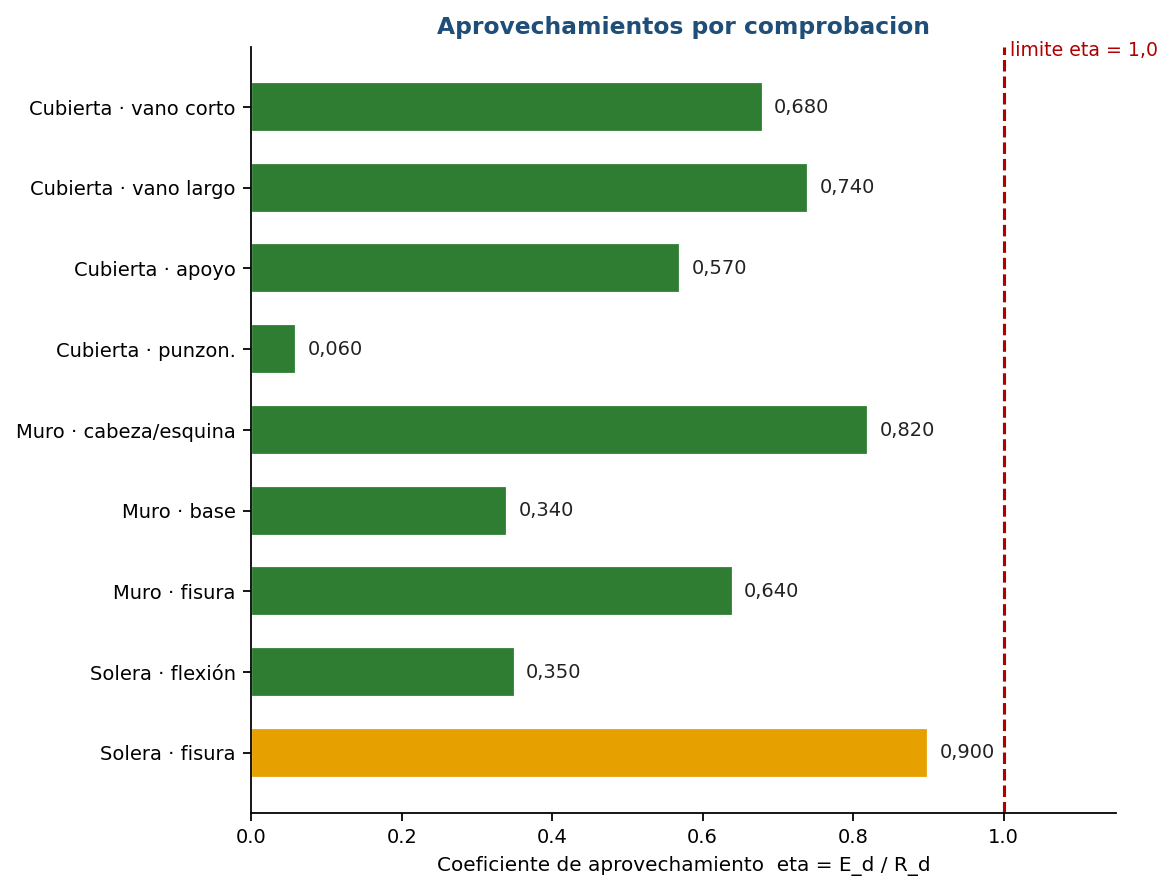 Aprovechamientos por comprobacion
limite eta = 1,0
Cubierta · vano corto
0,680
Cubierta · vano largo
0,740
Cubierta · apoyo
0,570
Cubierta · punzon.
0,060
Muro · cabeza/esquina
0,820
Muro · base
0,340
Muro · fisura
0,640
Solera · flexión
0,350
Solera · fisura
0,900
0.0 0.2 0.4 0.6 0.8 1.0
Coeficiente de aprovechamiento  eta = E_d / R_d